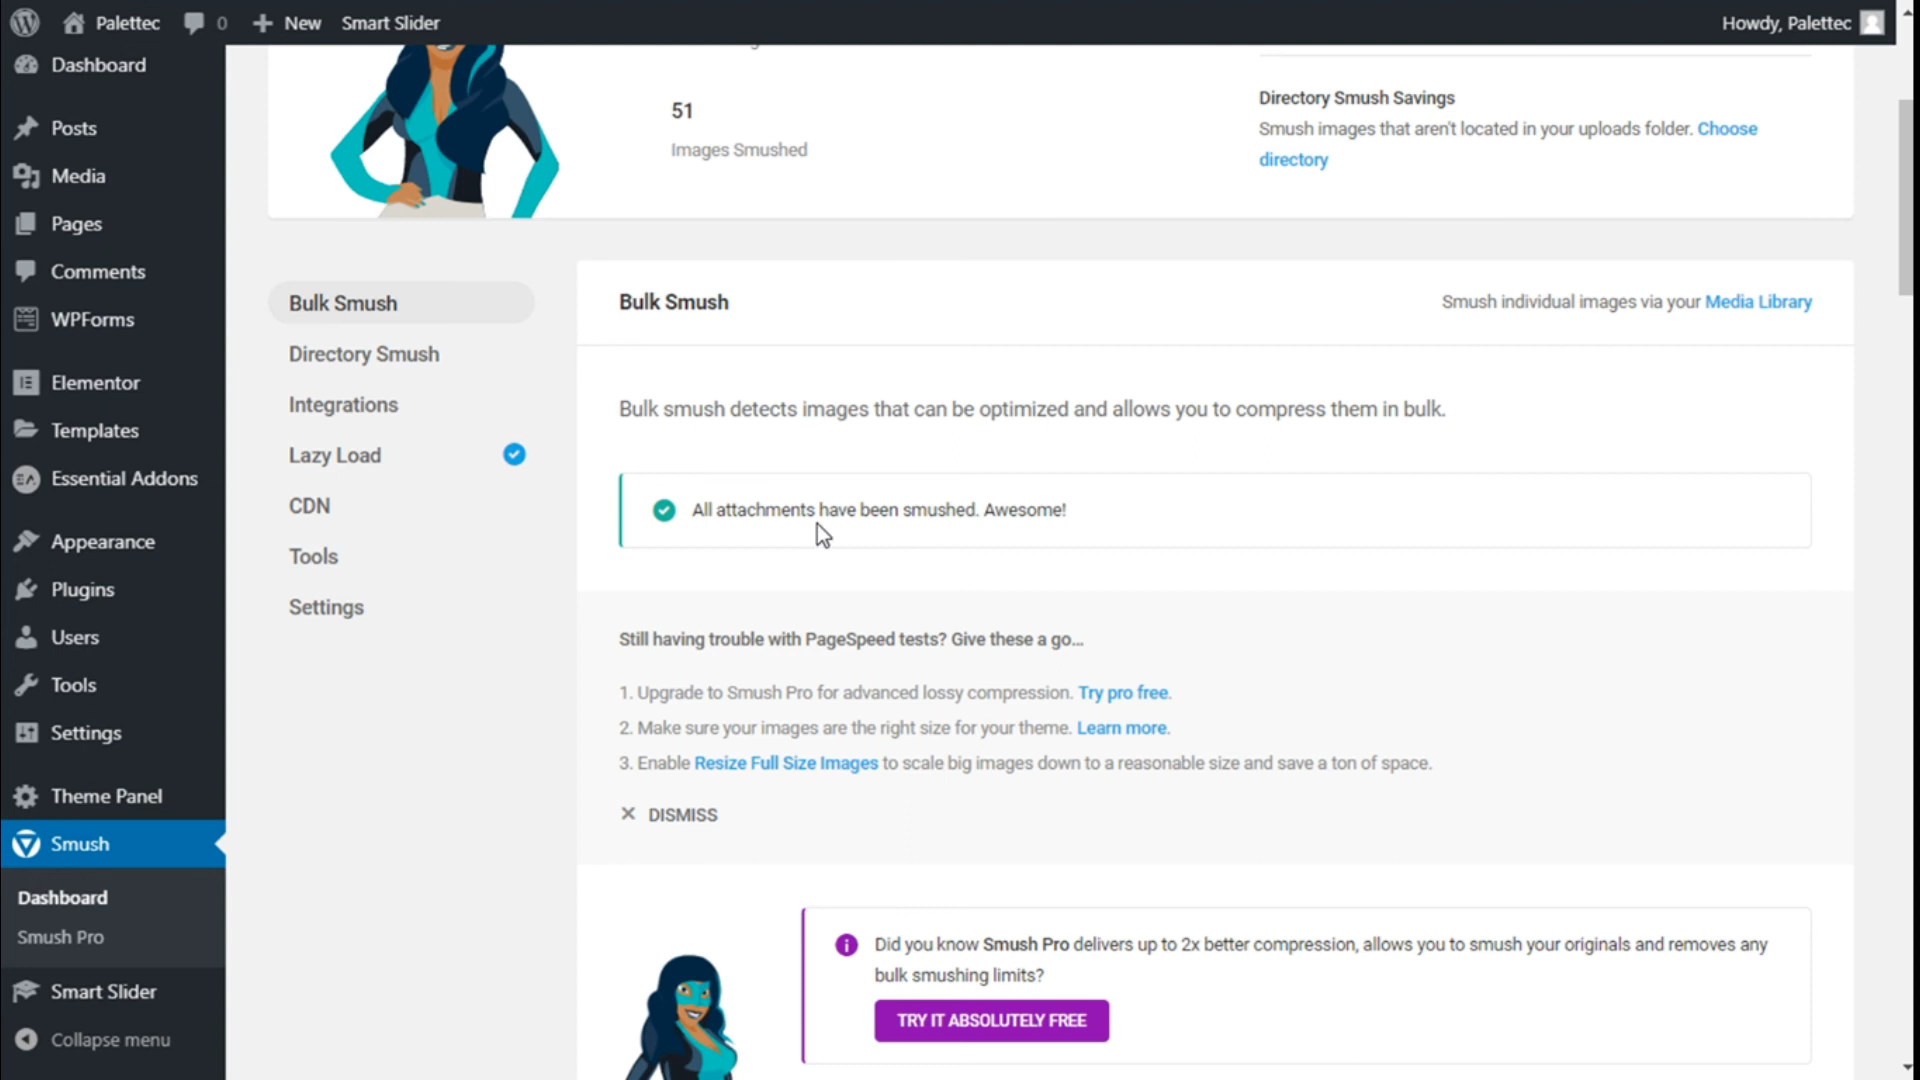 Palettec
0
New
Smart Slider
Howdy, Palettec
Dashboard
Posts
Media
Pages
Comments
WPForms
Elementor
Templates
Essential Addons
Appearance
Plugins
Users
Tools
Settings
Theme Panel
Smush
Dashboard
Smush Pro
Smart Slider
Collapse menu
51
Images Smushed
Directory Smush Savings
Smush images that aren't located in your uploads folder. Choose
directory
Bulk Smush
Directory Smush
Integrations
Lazy Load
CDN
Tools
Settings
Bulk Smush
Smush individual images via your Media Library
Bulk smush detects images that can be optimized and allows you to compress them in bulk.
All attachments have been smushed. Awesome!
Still having trouble with PageSpeed tests? Give these a go...
1. Upgrade to Smush Pro for advanced lossy compression. Try pro free.
2. Make sure your images are the right size for your theme. Learn more.
3. Enable Resize Full Size Images to scale big images down to a reasonable size and save a ton of space.
DISMISS
Did you know Smush Pro delivers up to 2x better compression, allows you to smush your originals and removes any
bulk smushing limits?
TRY IT ABSOLUTELY FREE